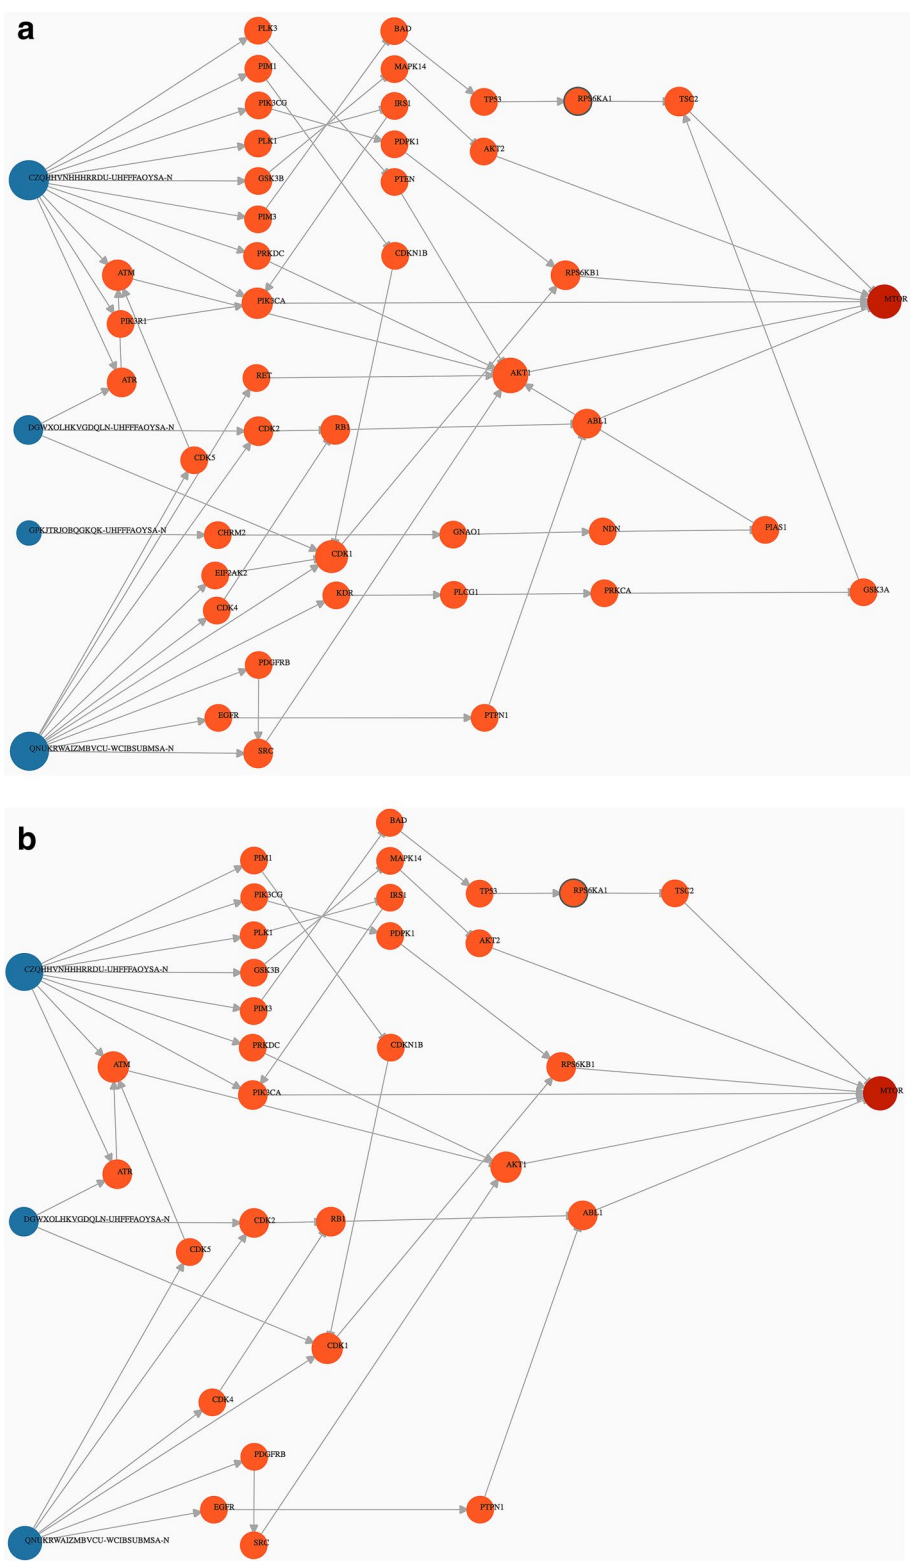 a
PLK3
BAD
PIM1
MAPK14
PIK3CG
IRS1
TP53
RPS6KA1
TSC2
PLK1
PDPK1
AKT2
CZQHHVNHHHRRDU-UHFFFAOYSA-N
GSK3B
PTEN
PIM3
PRKDC
CDKN1B
ATM
RPS6KB1
PIK3CA
MTOR
PIK3R1
ATR
RET
AKT1
DGWXOLHKVGDQLN-UHFFFAOYSA-N
CDK2
RB1
ABL1
CDK5
GPKJTRJOBQGKQK-UHFFFAOYSA-N
CHRM2
GNAO1
NDN
PIAS1
CDK1
EIF2AK2
KDR
PLCG1
PRKCA
GSK3A
CDK4
PDGFRB
EGFR
PTPN1
QNUKRWAIZMBVCU-WCIBSUBMSA-N
SRC
b
BAD
PIM1
MAPK14
PIK3CG
IRS1
TP53
RPS6KA1
TSC2
PLK1
PDPK1
AKT2
CZQHHVNHHHRRDU-UHFFFAOYSA-N
GSK3B
PIM3
PRKDC
CDKN1B
ATM
RPS6KB1
PIK3CA
MTOR
ATR
AKT1
DGWXOLHKVGDQLN-UHFFFAOYSA-N
CDK2
RB1
ABL1
CDK5
CDK1
CDK4
PDGFRB
EGFR
PTPN1
QNUKRWAIZMBVCU-WCIBSUBMSA-N
SRC